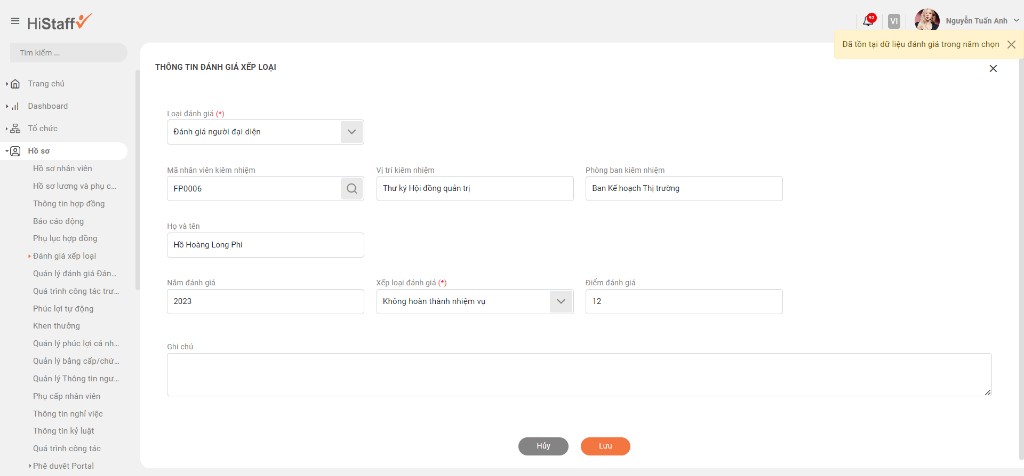 HiStaff
92
VI
Nguyễn Tuấn Anh
Đã tồn tại dữ liệu đánh giá trong năm chọn
Tìm kiếm ...
Trang chủ
Dashboard
Tổ chức
Hồ sơ
Hồ sơ nhân viên
Hồ sơ lương và phụ c...
Thông tin hợp đồng
Báo cáo động
Phụ lục hợp đồng
Đánh giá xếp loại
Quản lý đánh giá Đản...
Quá trình công tác trư...
Phúc lợi tự động
Khen thưởng
Quản lý phúc lợi cá nh...
Quản lý bằng cấp/chứ...
Quản lý Thông tin ngư...
Phụ cấp nhân viên
Thông tin nghỉ việc
Thông tin kỷ luật
Quá trình công tác
Phê duyệt Portal
THÔNG TIN ĐÁNH GIÁ XẾP LOẠI
Loại đánh giá (*)
Đánh giá người đại diện
Mã nhân viên kiêm nhiệm
Vị trí kiêm nhiệm
Phòng ban kiêm nhiệm
FP0006
Thư ký Hội đồng quản trị
Ban Kế hoạch Thị trường
Họ và tên
Hồ Hoàng Long Phi
Năm đánh giá
Xếp loại đánh giá (*)
Điểm đánh giá
2023
Không hoàn thành nhiệm vụ
12
Ghi chú
Hủy
Lưu